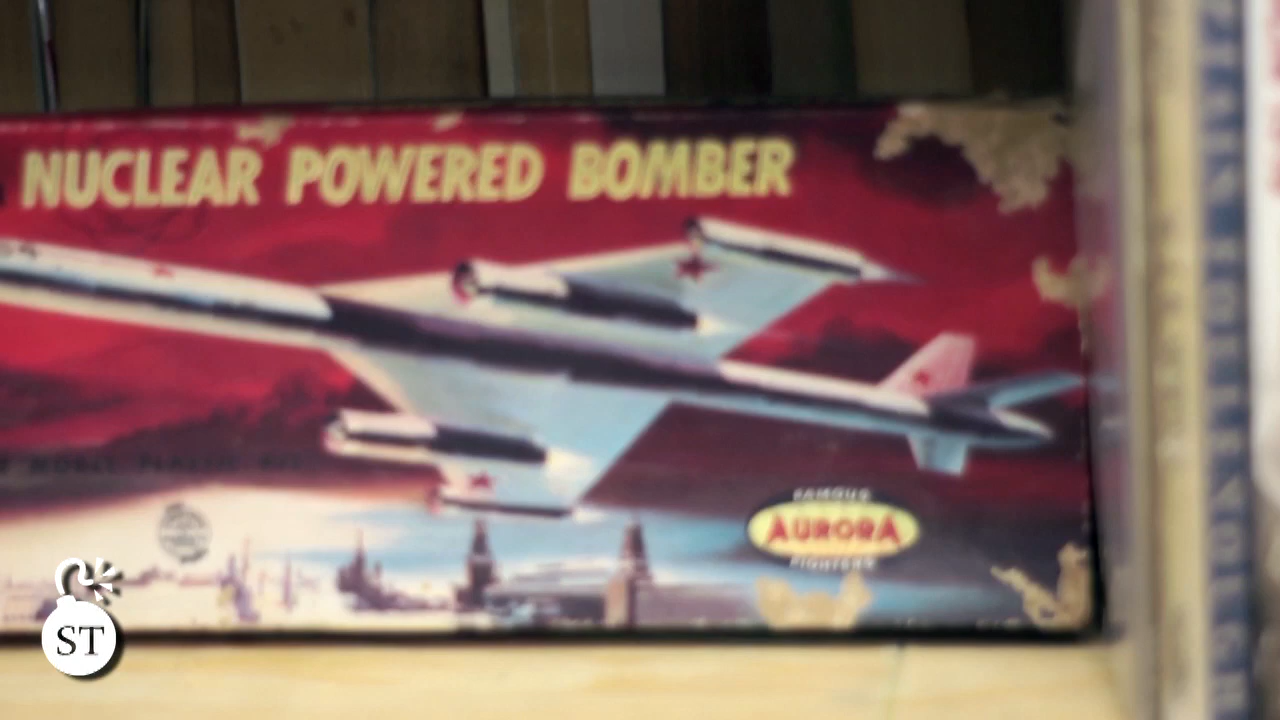 NUCLEAR POWERED BOMBER
FAMOUS
AURORA
FIGHTERS
ST